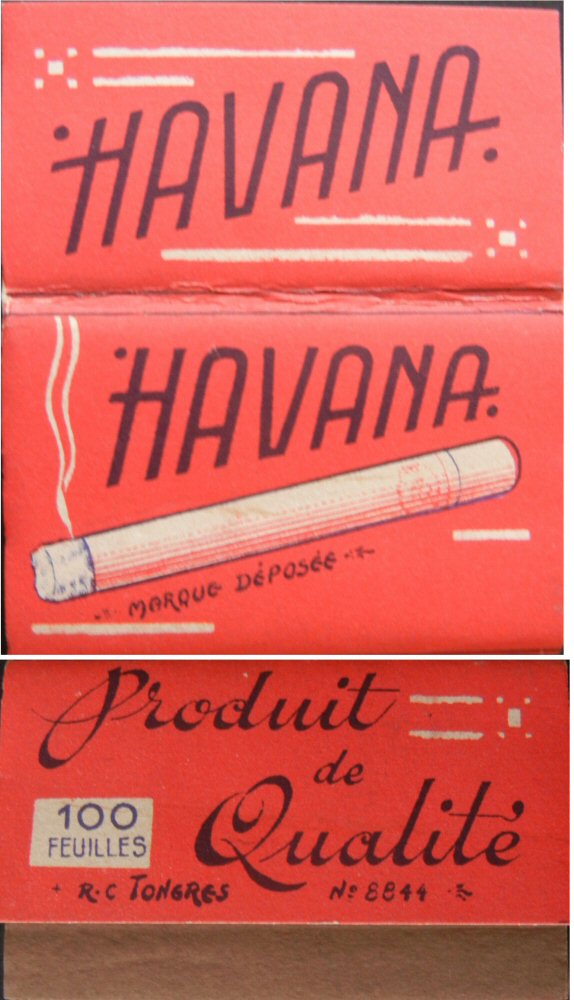 HAVANA.
HAVANA.
MARQUE DÉPOSÉE
Produit
de
Qualité
100
FEUILLES
R.C TONGRES Nº 8844